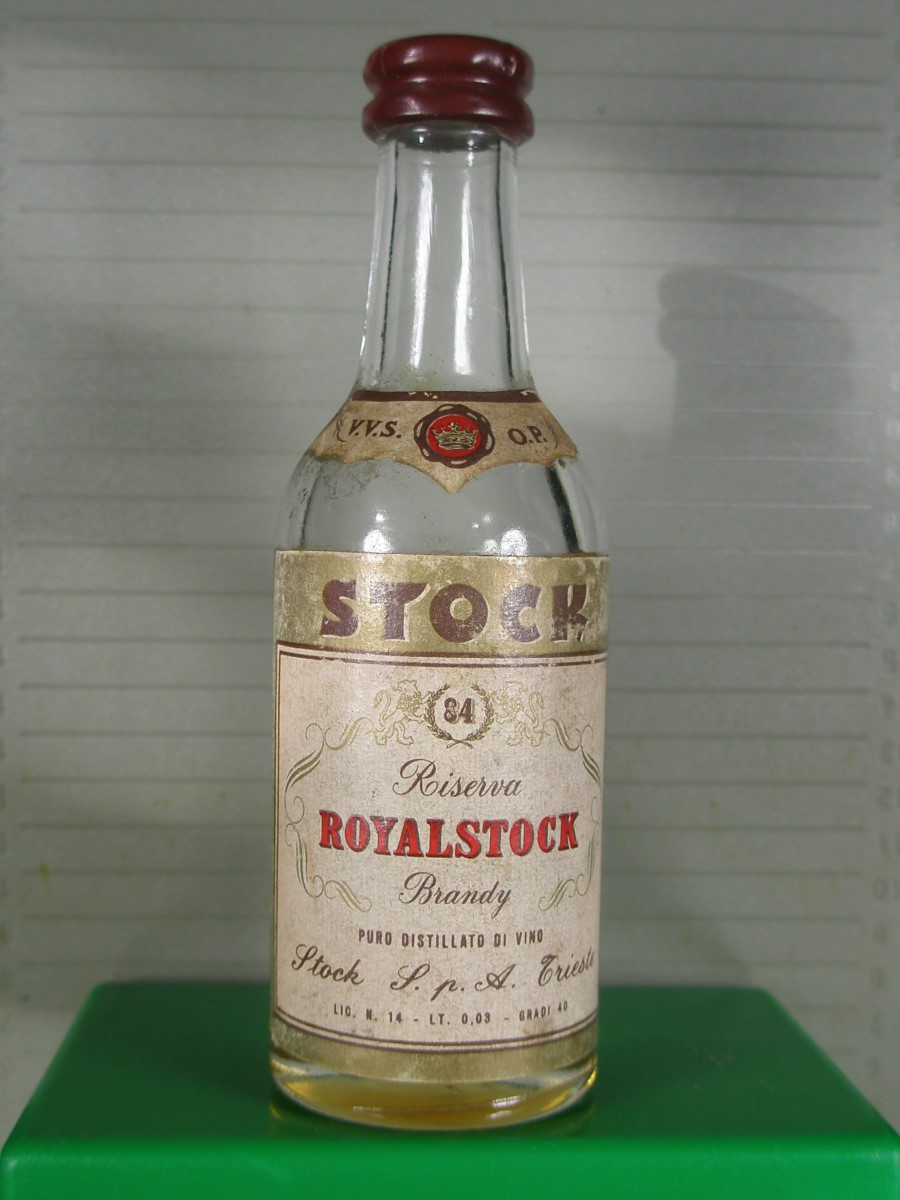 V.V.S. O.P.
STOCK
84
Riserva
ROYALSTOCK
Brandy
PURO DISTILLATO DI VINO
Stock S.p.A. Trieste
LIC. N. 14 - LT. 0,03 - GRADI 40